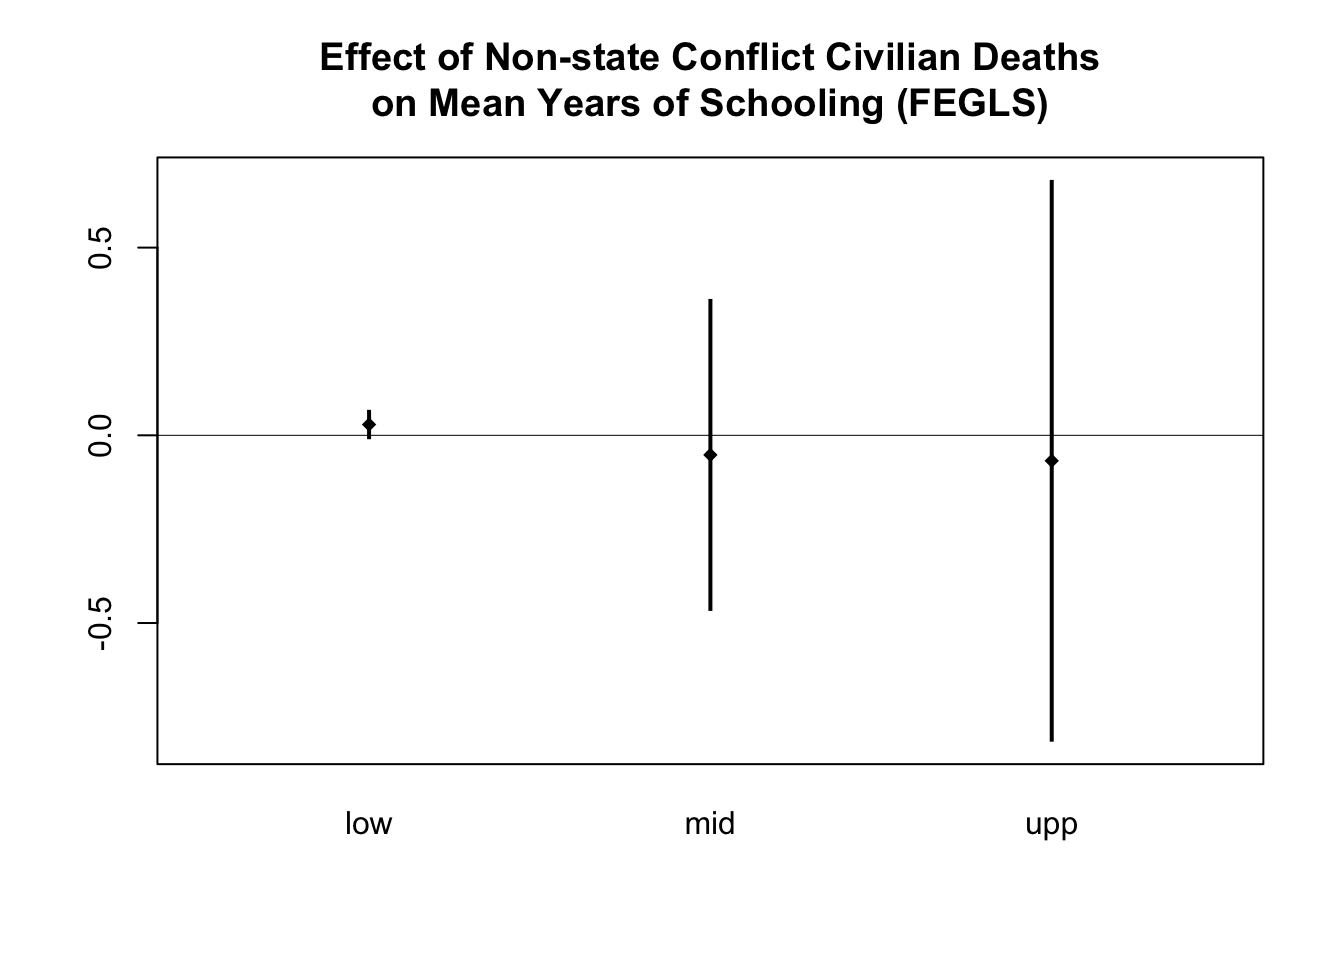 Effect of Non-state Conflict Civilian Deaths
on Mean Years of Schooling (FEGLS)
0.5
0.0
-0.5
low mid upp